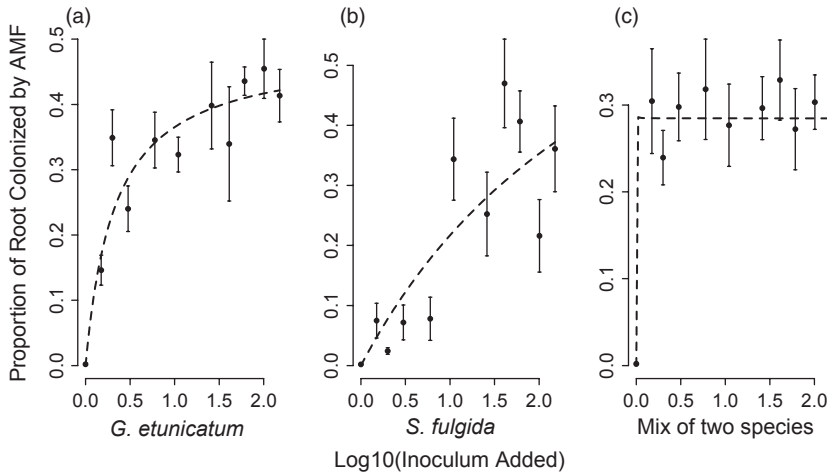 (a)
(b)
(c)
Proportion of Root Colonized by AMF
0.5
0.4
0.3
0.2
0.1
0.0
0.5
0.4
0.3
0.2
0.1
0.0
0.3
0.2
0.1
0.0
0.0 0.5 1.0 1.5 2.0
0.0 0.5 1.0 1.5 2.0
0.0 0.5 1.0 1.5 2.0
G. etunicatum
S. fulgida
Mix of two species
Log10(Inoculum Added)